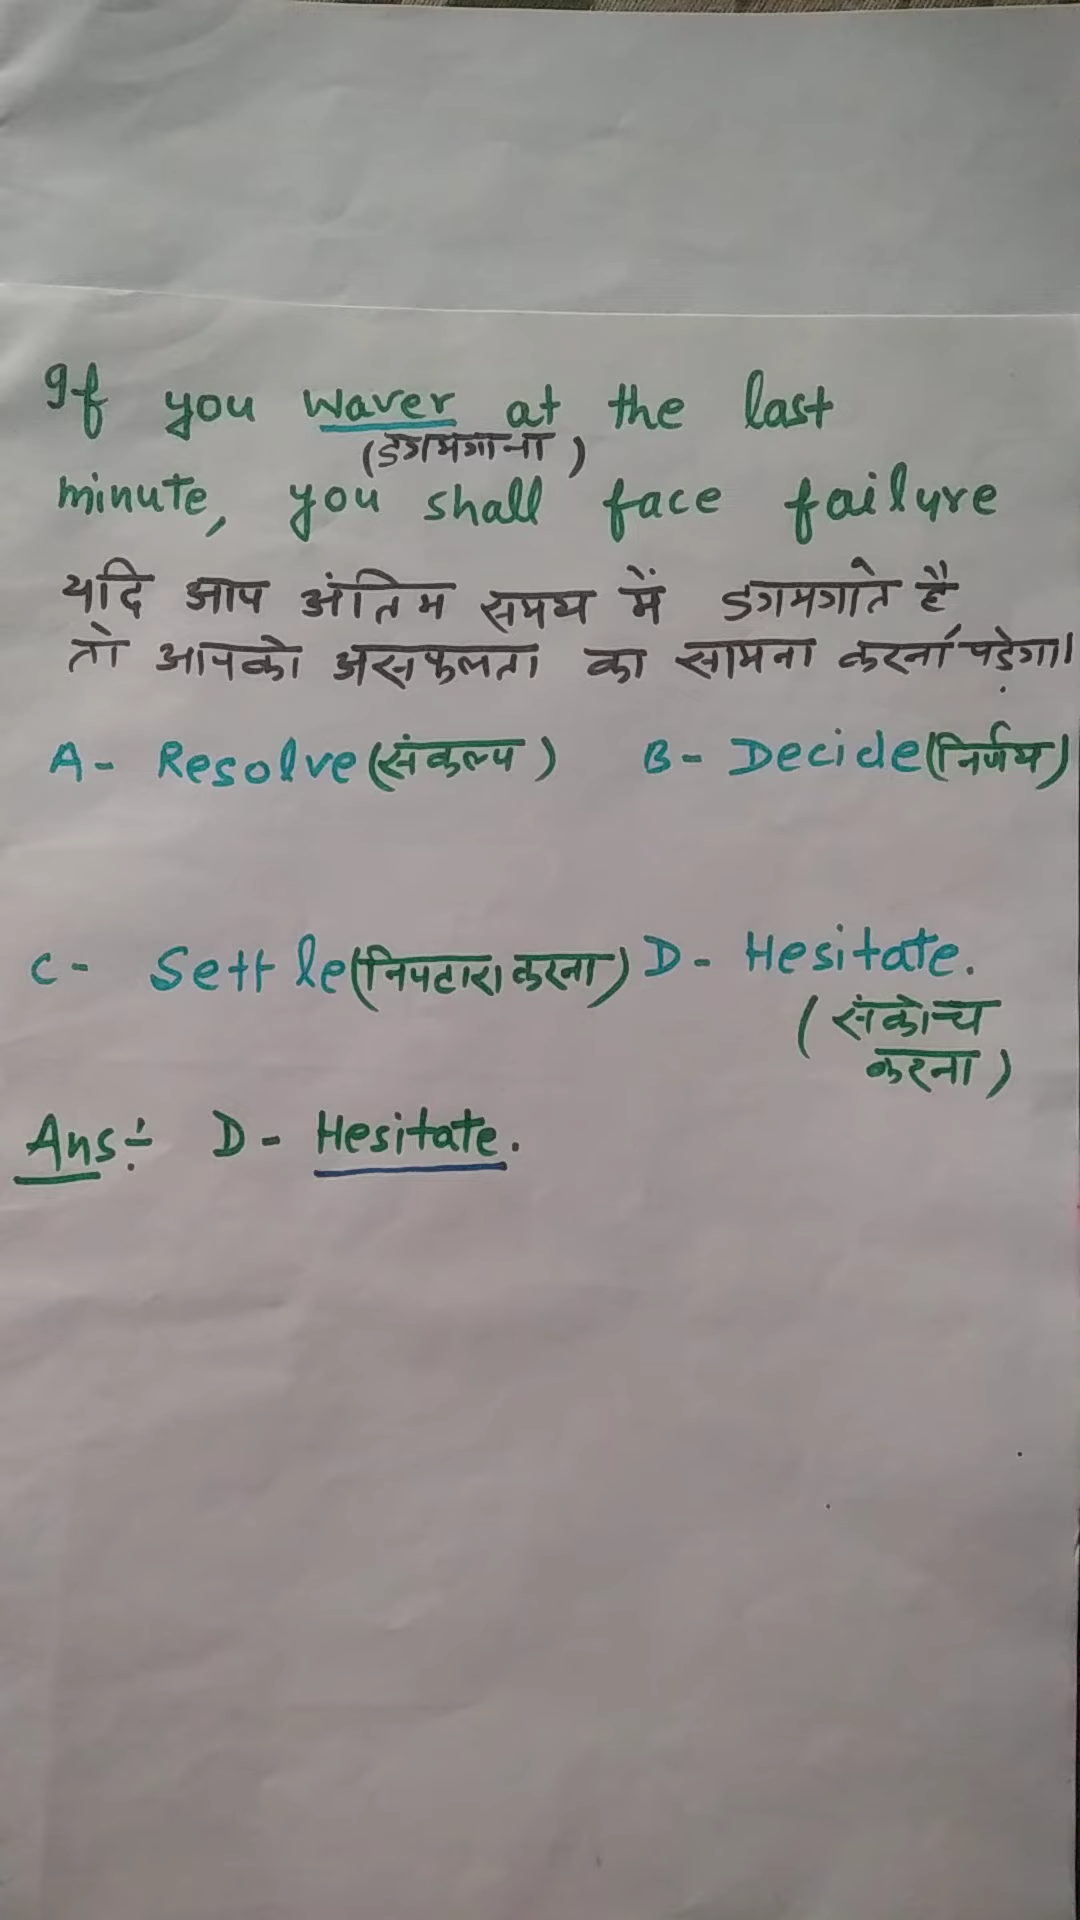 If you waver at the last
(डगमगाना)
minute, you shall face failure
यदि आप अंतिम समय में डगमगाते है,
तो आपको असफलता का सामना करना पड़ेगा।
A- Resolve (संकल्प) B- Decide (निर्णय)
C- Settle (निपटारा करना) D- Hesitate.
(संकोच
करना)
Ans:- D- Hesitate.